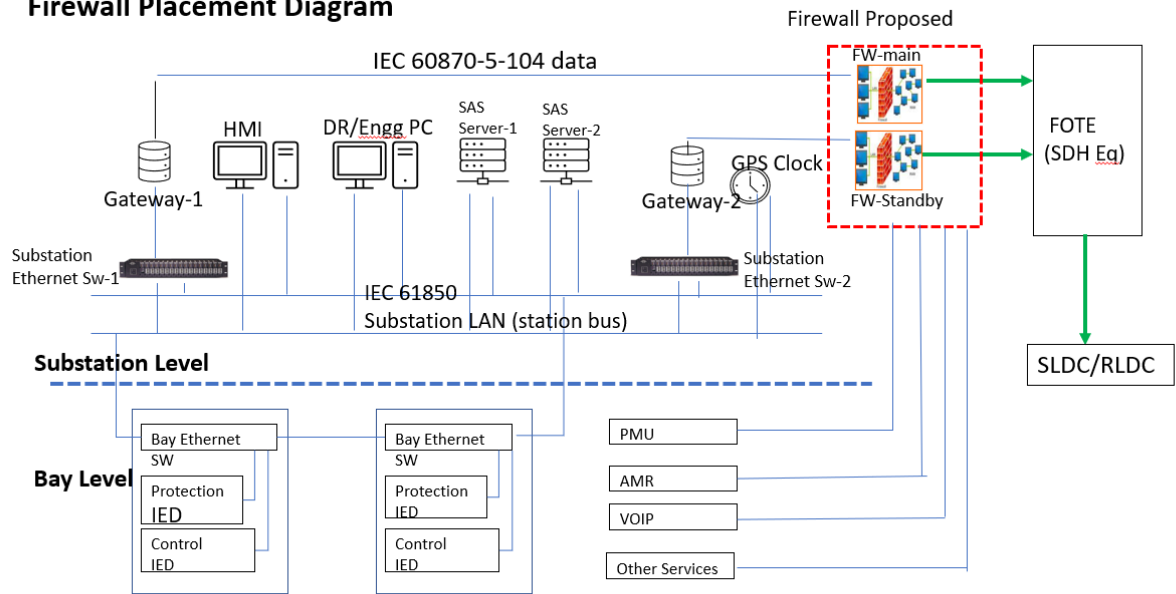 Firewall Placement Diagram
Firewall Proposed
IEC 60870-5-104 data
FW-main
HMI
DR/Engg PC
SAS
Server-1
SAS
Server-2
FOTE
(SDH Eq)
GPS Clock
Gateway-1
Gateway-2
FW-Standby
Substation
Ethernet Sw-1
Substation
Ethernet Sw-2
IEC 61850
Substation LAN (station bus)
Substation Level
SLDC/RLDC
Bay Level
Bay Ethernet
SW
Protection
IED
Control
IED
Bay Ethernet
SW
Protection
IED
Control
IED
PMU
AMR
VOIP
Other Services